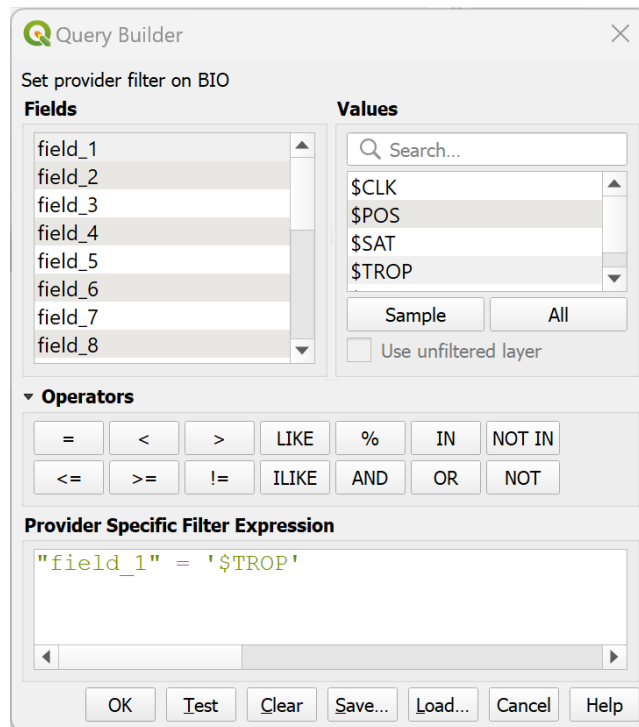 Query Builder
Set provider filter on BIO
Fields
field_1
field_2
field_3
field_4
field_5
field_6
field_7
field_8
Values
Search...
$CLK
$POS
$SAT
$TROP
Sample All
Use unfiltered layer
Operators
= < > LIKE % IN NOT IN
<= >= != ILIKE AND OR NOT
Provider Specific Filter Expression
"field_1" = '$TROP'
OK Test Clear Save... Load... Cancel Help